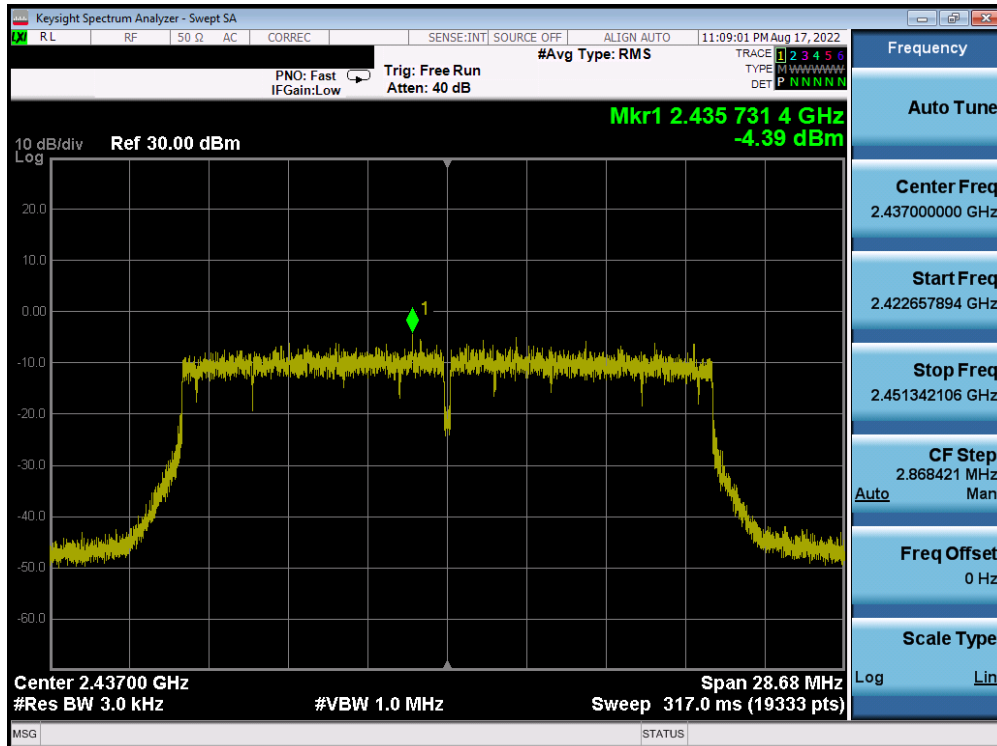 Keysight Spectrum Analyzer - Swept SA
LXI RL RF 50 Ω AC CORREC SENSE:INT SOURCE OFF ALIGN AUTO 11:09:01 PM Aug 17, 2022
#Avg Type: RMS
TRACE 1 2 3 4 5 6
PNO: Fast Trig: Free Run
TYPE M W W W W W
IFGain:Low Atten: 40 dB
DET P N N N N N
Mkr1 2.435 731 4 GHz
-4.39 dBm
10 dB/div Ref 30.00 dBm
Log
20.0
10.0
0.00
1
-10.0
-20.0
-30.0
-40.0
-50.0
-60.0
Center 2.43700 GHz Span 28.68 MHz
#Res BW 3.0 kHz #VBW 1.0 MHz Sweep 317.0 ms (19333 pts)
MSG STATUS
Frequency
Auto Tune
Center Freq
2.437000000 GHz
Start Freq
2.422657894 GHz
Stop Freq
2.451342106 GHz
CF Step
2.868421 MHz
Auto Man
Freq Offset
0 Hz
Scale Type
Log Lin